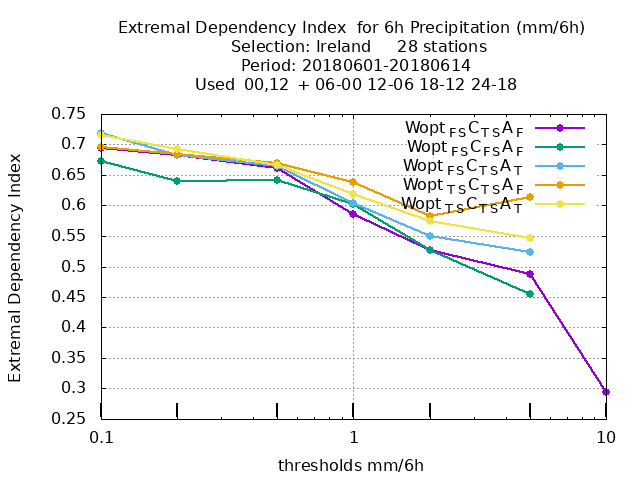 Extremal Dependency Index for 6h Precipitation (mm/6h)
Selection: Ireland 28 stations
Period: 20180601-20180614
Used 00,12 + 06-00 12-06 18-12 24-18
0.75
0.7
0.65
0.6
0.55
0.5
0.45
0.4
0.35
0.3
0.25
Extremal Dependency Index
Wopt FS C TS A F
Wopt FS C FS A F
Wopt FS C TS A T
Wopt TS C TS A F
Wopt TS C TS A T
0.1 1 10
thresholds mm/6h